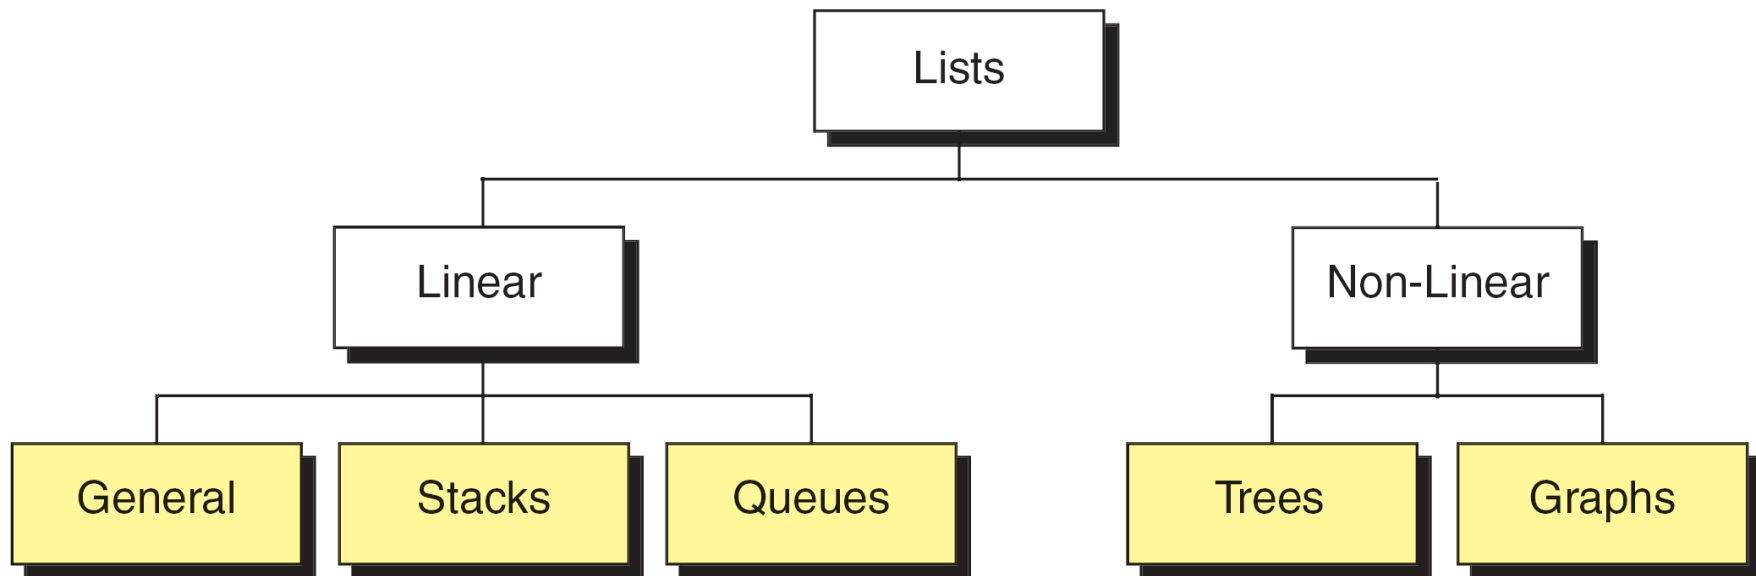 Lists
Linear
Non-Linear
General
Stacks
Queues
Trees
Graphs